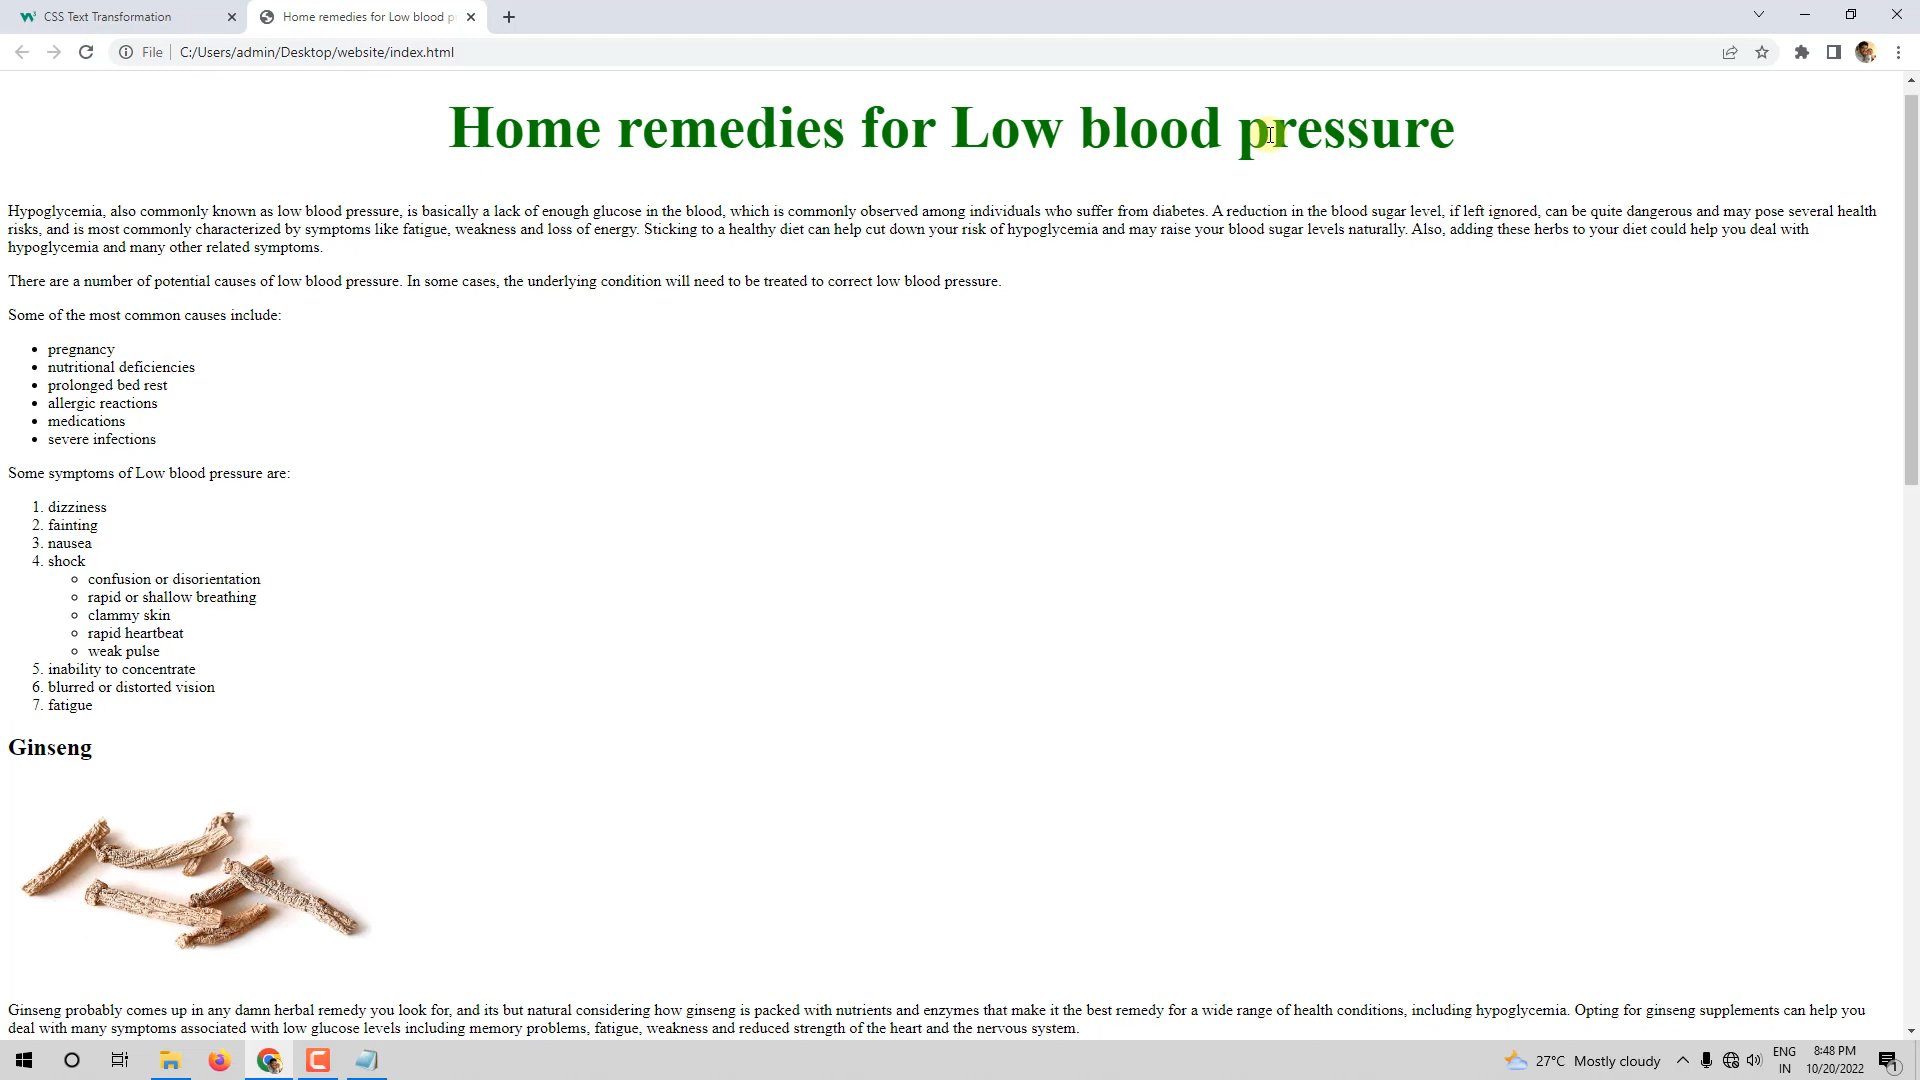 CSS Text Transformation
Home remedies for Low blood p
File
C:/Users/admin/Desktop/website/index.html
Home remedies for Low blood pressure
Hypoglycemia, also commonly known as low blood pressure, is basically a lack of enough glucose in the blood, which is commonly observed among individuals who suffer from diabetes. A reduction in the blood sugar level, if left ignored, can be quite dangerous and may pose several health
risks, and is most commonly characterized by symptoms like fatigue, weakness and loss of energy. Sticking to a healthy diet can help cut down your risk of hypoglycemia and may raise your blood sugar levels naturally. Also, adding these herbs to your diet could help you deal with
hypoglycemia and many other related symptoms.
There are a number of potential causes of low blood pressure. In some cases, the underlying condition will need to be treated to correct low blood pressure.
Some of the most common causes include:
• pregnancy
• nutritional deficiencies
• prolonged bed rest
• allergic reactions
• medications
• severe infections
Some symptoms of Low blood pressure are:
1. dizziness
2. fainting
3. nausea
4. shock
◦ confusion or disorientation
◦ rapid or shallow breathing
◦ clammy skin
◦ rapid heartbeat
◦ weak pulse
5. inability to concentrate
6. blurred or distorted vision
7. fatigue
Ginseng
Ginseng probably comes up in any damn herbal remedy you look for, and its but natural considering how ginseng is packed with nutrients and enzymes that make it the best remedy for a wide range of health conditions, including hypoglycemia. Opting for ginseng supplements can help you
deal with many symptoms associated with low glucose levels including memory problems, fatigue, weakness and reduced strength of the heart and the nervous system.
27°C Mostly cloudy
ENG
IN
8:48 PM
10/20/2022
1